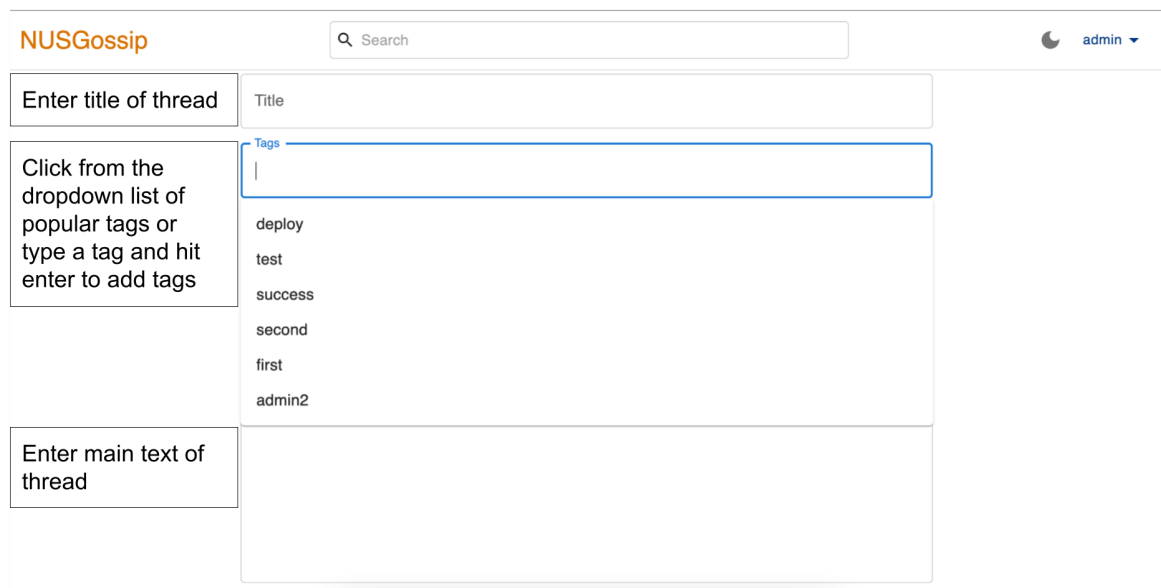 NUSGossip
Search
admin
Enter title of thread
Title
Tags
Click from the
dropdown list of
popular tags or
type a tag and hit
enter to add tags
deploy
test
success
second
first
admin2
Enter main text of
thread